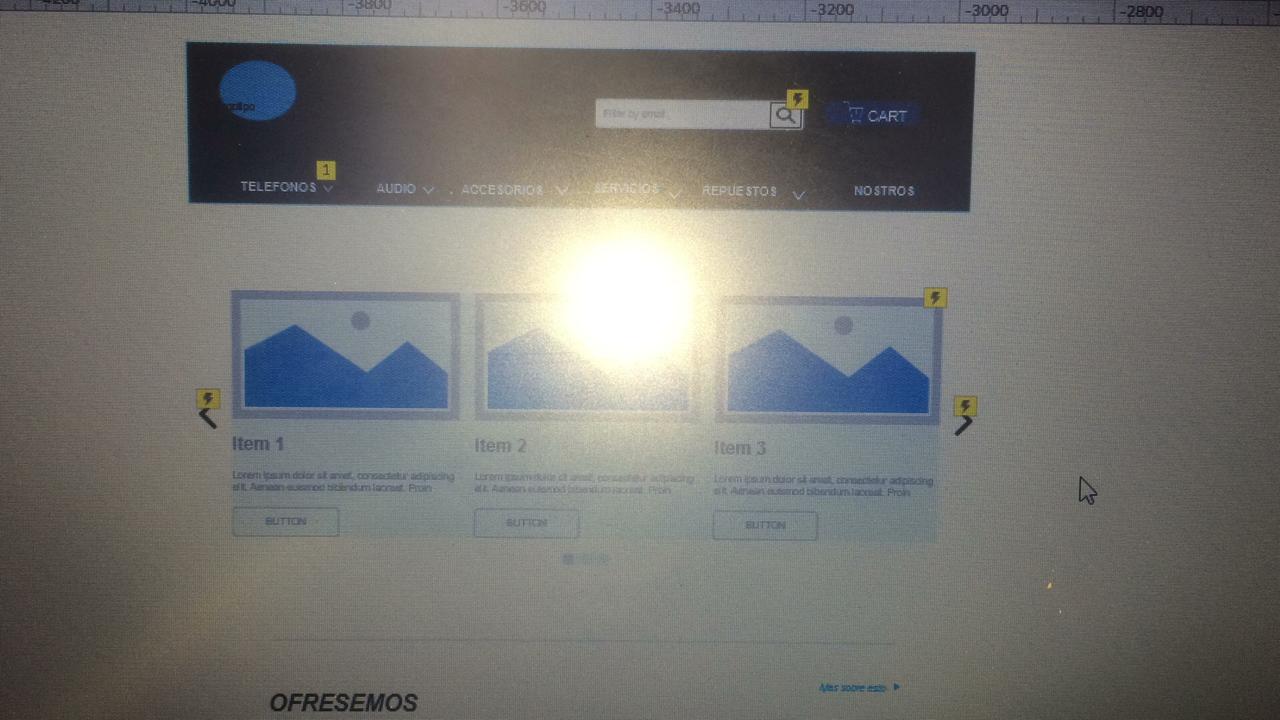 -4200 -4000 -3800 -3600 -3400 -3200 -3000 -2800
Filter by email
CART
1
TELEFONOS AUDIO ACCESORIOS SERVICIOS REPUESTOS NOSTROS
Item 1 Item 2 Item 3
Lorem ipsum dolor sit amet, consectetur adipiscing Lorem ipsum dolor sit amet, consectetur adipiscing Lorem ipsum dolor sit amet, consectetur adipiscing
elit. Aenean euismod bibendum laoreet. Proin elit. Aenean euismod bibendum laoreet. Proin elit. Aenean euismod bibendum laoreet. Proin
BUTTON BUTTON BUTTON
Mas sobre esto
OFRESEMOS